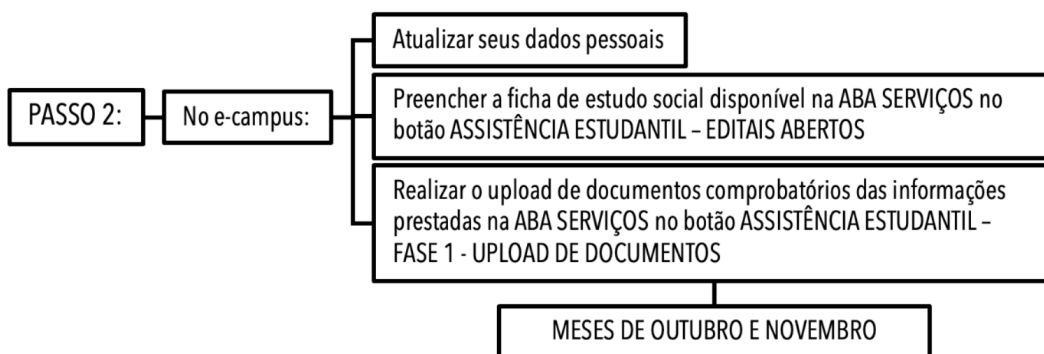 PASSO 2:
No e-campus:
Atualizar seus dados pessoais
Preencher a ficha de estudo social disponível na ABA SERVIÇOS no
botão ASSISTÊNCIA ESTUDANTIL – EDITAIS ABERTOS
Realizar o upload de documentos comprobatórios das informações
prestadas na ABA SERVIÇOS no botão ASSISTÊNCIA ESTUDANTIL –
FASE 1 - UPLOAD DE DOCUMENTOS
MESES DE OUTUBRO E NOVEMBRO